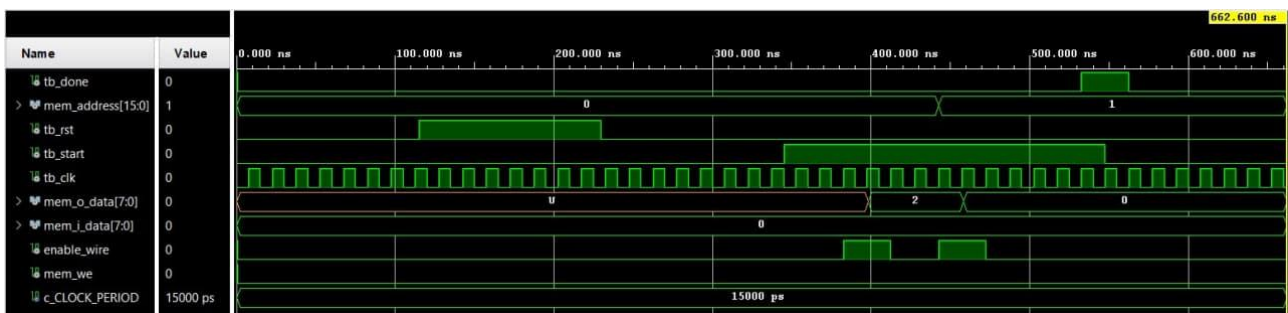 662.600 ns
Name Value 0.000 ns 100.000 ns 200.000 ns 300.000 ns 400.000 ns 500.000 ns 600.000 ns
tb_done 0
mem_address[15:0] 1 0 1
tb_rst 0
tb_start 0
tb_clk 0
mem_o_data[7:0] 0 U 2 0
mem_i_data[7:0] 0 0
enable_wire 0
mem_we 0
c_CLOCK_PERIOD 15000 ps 15000 ps